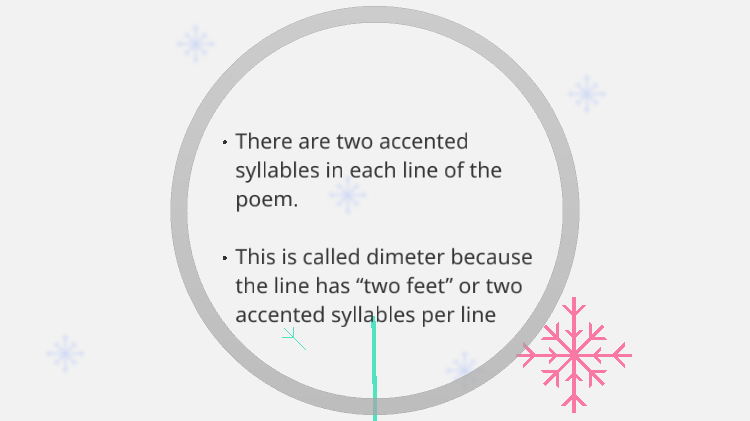 • There are two accented
syllables in each line of the
poem.
• This is called dimeter because
the line has “two feet” or two
accented syllables per line